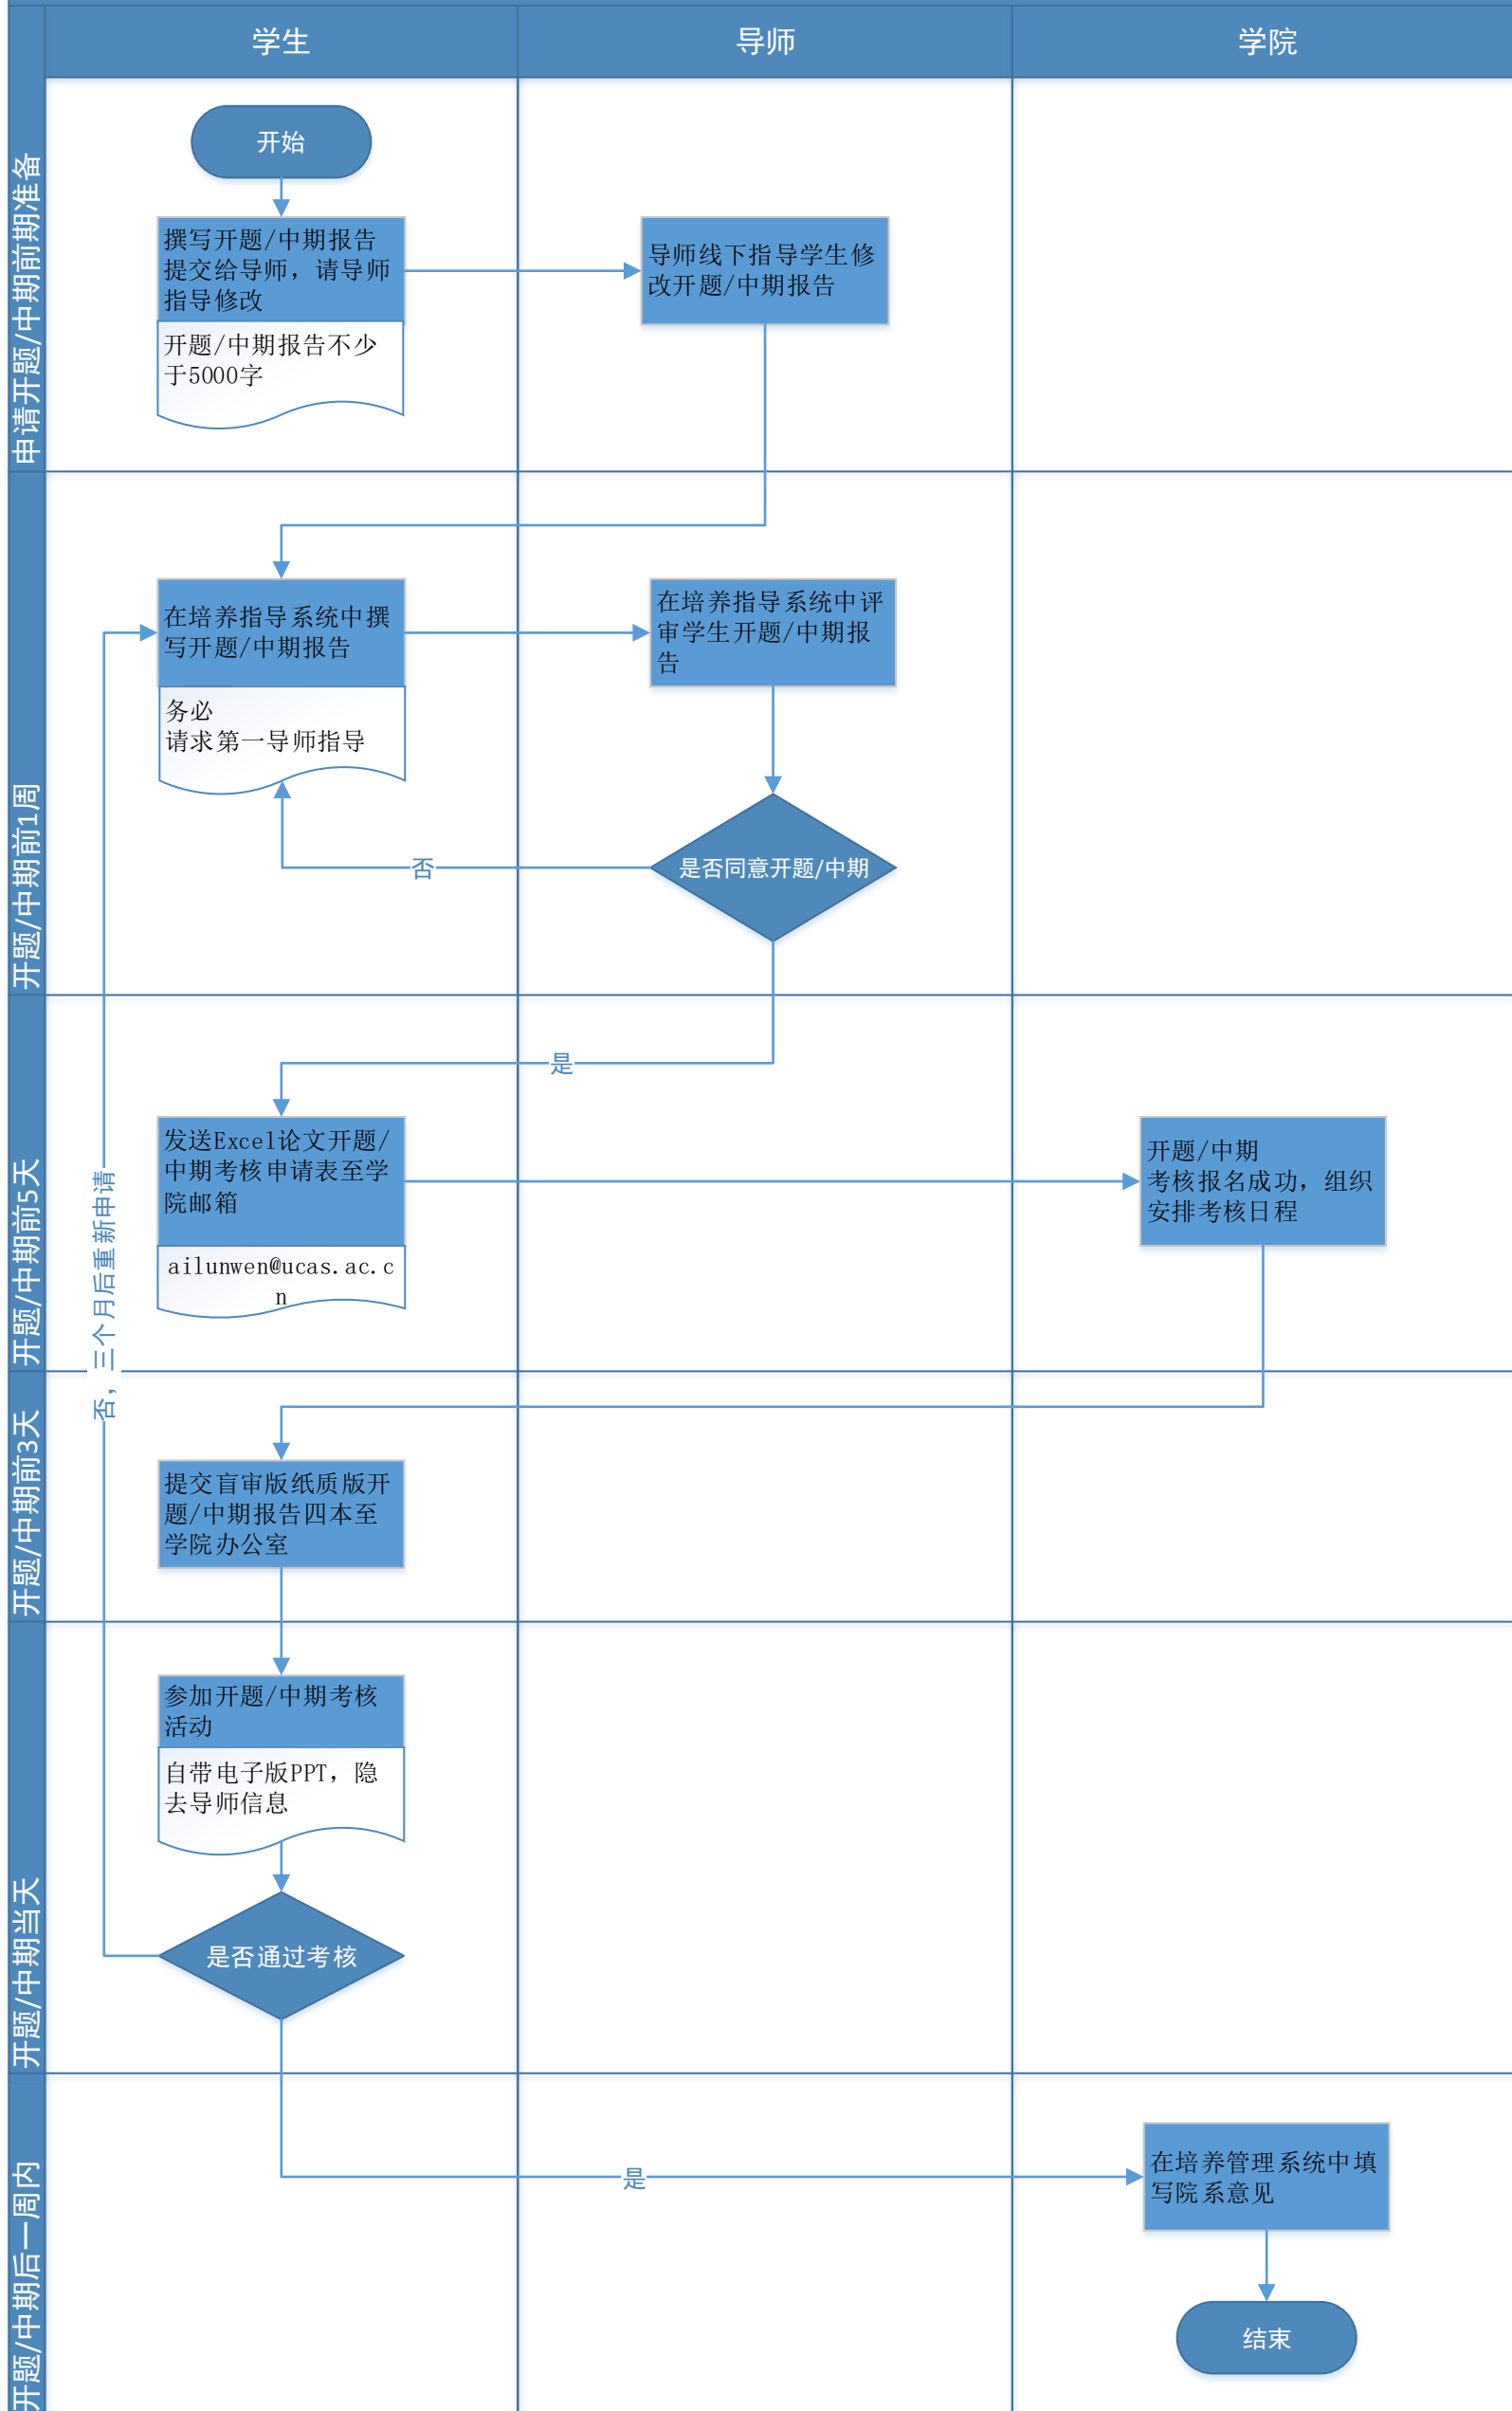 学生
导师
学院
申请开题/中期前期准备
开始
撰写开题/中期报告
提交给导师，请导师
指导修改
开题/中期报告不少
于5000字
导师线下指导学生修
改开题/中期报告
开题/中期前1周
在培养指导系统中撰
写开题/中期报告
务必
请求第一导师指导
在培养指导系统中评
审学生开题/中期报
告
是否同意开题/中期
否
开题/中期前5天
是
发送Excel论文开题/
中期考核申请表至学
院邮箱
ailunwen@ucas.ac.c
n
开题/中期
考核报名成功，组织
安排考核日程
否，三个月后重新申请
开题/中期前3天
提交盲审版纸质版开
题/中期报告四本至
学院办公室
开题/中期当天
参加开题/中期考核
活动
自带电子版PPT，隐
去导师信息
是否通过考核
开题/中期后一周内
是
在培养管理系统中填
写院系意见
结束